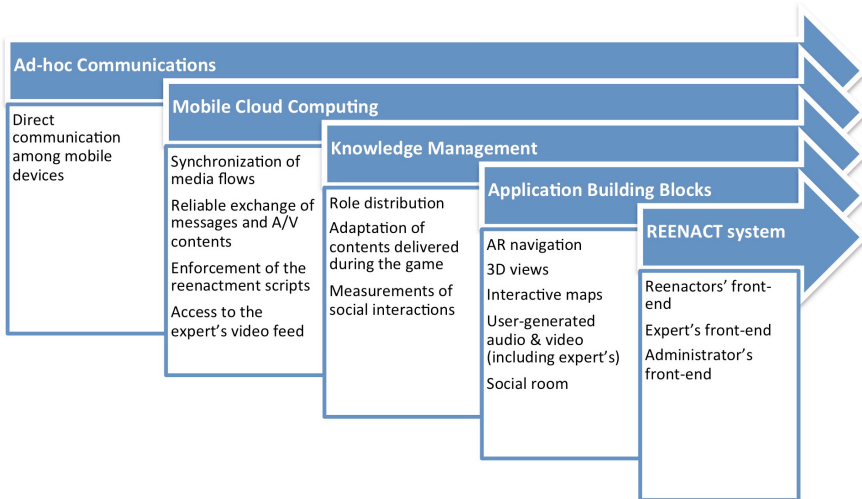 Ad-hoc Communications
Direct
communication
among mobile
devices
Mobile Cloud Computing
Synchronization of
media flows
Reliable exchange of
messages and A/V
contents
Enforcement of the
reenactment scripts
Access to the
expert's video feed
Knowledge Management
Role distribution
Adaptation of
contents delivered
during the game
Measurements of
social interactions
Application Building Blocks
AR navigation
3D views
Interactive maps
User-generated
audio & video
(including expert's)
Social room
REENACT system
Reenactors' front-
end
Expert's front-end
Administrator's
front-end